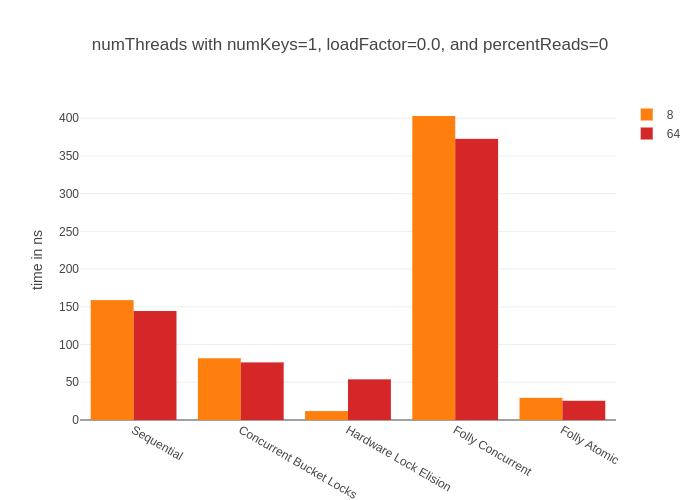 numThreads with numKeys=1, loadFactor=0.0, and percentReads=0
8
64
400
350
300
250
200
150
100
50
0
time in ns
Sequential
Concurrent Bucket Locks
Hardware Lock Elision
Folly Concurrent
Folly Atomic